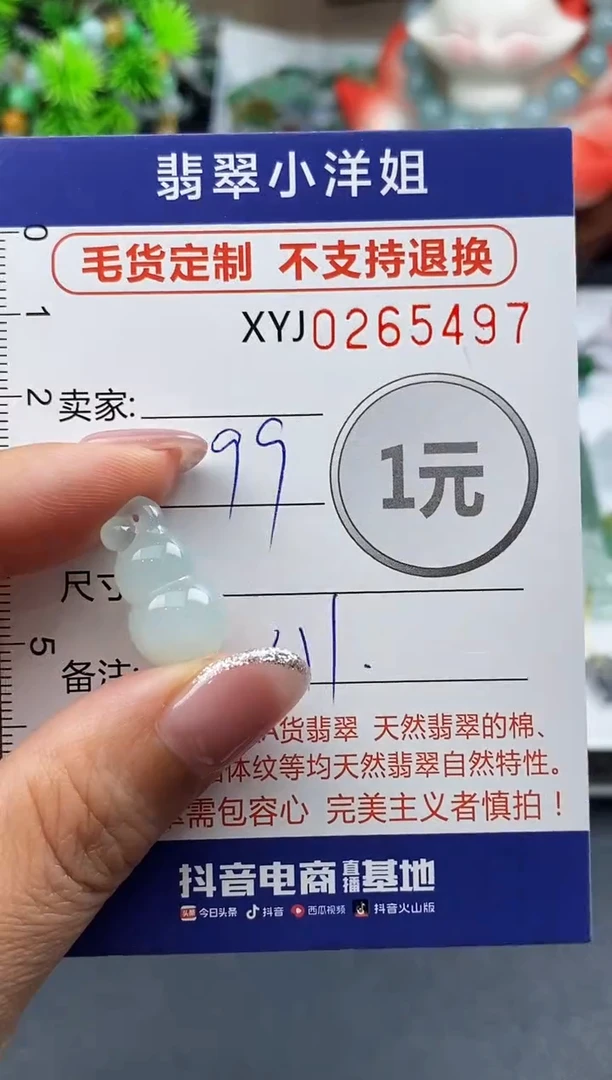 翡翠小洋姐
毛货定制 不支持退换
XYJ0265497
0
1
2
卖家:
99
1元
尺寸
5
备注:
A货翡翠 天然翡翠的棉、
体纹等均天然翡翠自然特性。
需包容心 完美主义者慎拍！
抖音电商直播基地
头条 今日头条 抖音 西瓜视频 抖音火山版